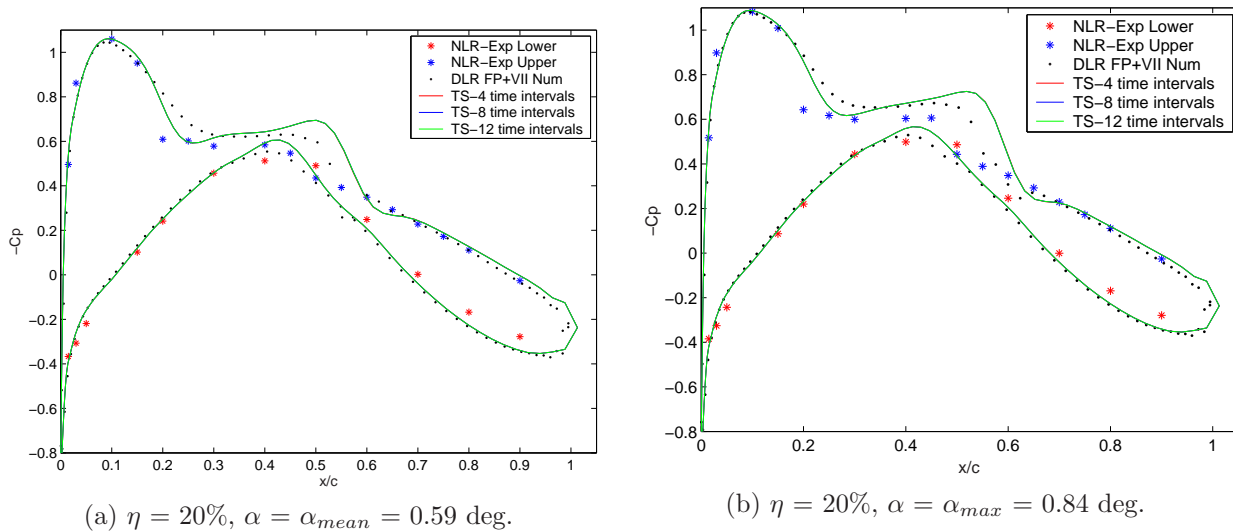 1
0.8
0.6
0.4
0.2
0
−0.2
−0.4
−0.6
−0.8
−Cp
0 0.1 0.2 0.3 0.4 0.5 0.6 0.7 0.8 0.9 1
x/c
NLR−Exp Lower
NLR−Exp Upper
DLR FP+VII Num
TS−4 time intervals
TS−8 time intervals
TS−12 time intervals
(a) η = 20%, α = αmean = 0.59 deg.
1
0.8
0.6
0.4
0.2
0
−0.2
−0.4
−0.6
−0.8
−Cp
0 0.2 0.4 0.6 0.8 1
x/c
NLR−Exp Lower
NLR−Exp Upper
DLR FP+VII Num
TS−4 time intervals
TS−8 time intervals
TS−12 time intervals
(b) η = 20%, α = αmax = 0.84 deg.